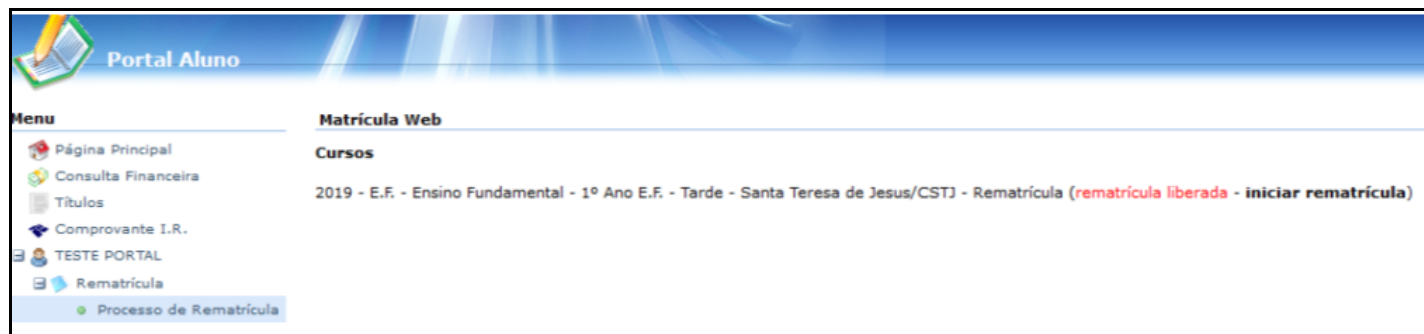 Portal Aluno
Menu
Página Principal
Consulta Financeira
Títulos
Comprovante I.R.
TESTE PORTAL
Rematrícula
Processo de Rematrícula
Matrícula Web
Cursos
2019 - E.F. - Ensino Fundamental - 1º Ano E.F. - Tarde - Santa Teresa de Jesus/CSTJ - Rematrícula (rematrícula liberada - iniciar rematrícula)